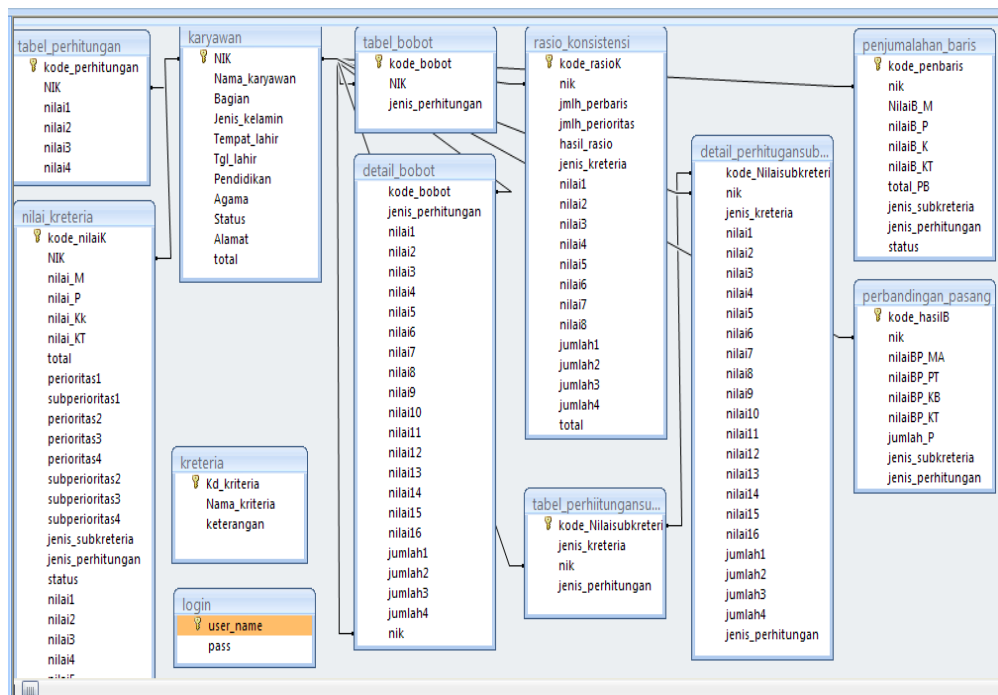 tabel_perhitungan
kode_perhitungan
NIK
nilai1
nilai2
nilai3
nilai4
nilai_kreteria
kode_nilaiK
NIK
nilai_M
nilai_P
nilai_Kk
nilai_KT
total
perioritas1
subperioritas1
perioritas2
perioritas3
perioritas4
subperioritas2
subperioritas3
subperioritas4
jenis_subkreteria
jenis_perhitungan
status
nilai1
nilai2
nilai3
nilai4
karyawan
NIK
Nama_karyawan
Bagian
Jenis_kelamin
Tempat_lahir
Tgl_lahir
Pendidikan
Agama
Status
Alamat
total
kreteria
Kd_kriteria
Nama_kriteria
keterangan
login
user_name
pass
tabel_bobot
kode_bobot
NIK
jenis_perhitungan
detail_bobot
kode_bobot
jenis_perhitungan
nilai1
nilai2
nilai3
nilai4
nilai5
nilai6
nilai7
nilai8
nilai9
nilai10
nilai11
nilai12
nilai13
nilai14
nilai15
nilai16
jumlah1
jumlah2
jumlah3
jumlah4
nik
rasio_konsistensi
kode_rasioK
nik
jmlh_perbaris
jmlh_perioritas
hasil_rasio
jenis_kreteria
nilai1
nilai2
nilai3
nilai4
nilai5
nilai6
nilai7
nilai8
jumlah1
jumlah2
jumlah3
jumlah4
total
tabel_perhiitungansu...
kode_Nilaisubkreteri
jenis_kreteria
nik
jenis_perhitungan
detail_perhitugansub...
kode_Nilaisubkreteri
nik
jenis_kreteria
nilai1
nilai2
nilai3
nilai4
nilai5
nilai6
nilai7
nilai8
nilai9
nilai10
nilai11
nilai12
nilai13
nilai14
nilai15
nilai16
jumlah1
jumlah2
jumlah3
jumlah4
jenis_perhitungan
penjumalahan_baris
kode_penbaris
nik
NilaiB_M
nilaiB_P
nilaiB_K
nilaiB_KT
total_PB
jenis_subkreteria
jenis_perhitungan
status
perbandingan_pasang
kode_hasilB
nik
nilaiBP_MA
nilaiBP_PT
nilaiBP_KB
nilaiBP_KT
jumlah_P
jenis_subkreteria
jenis_perhitungan